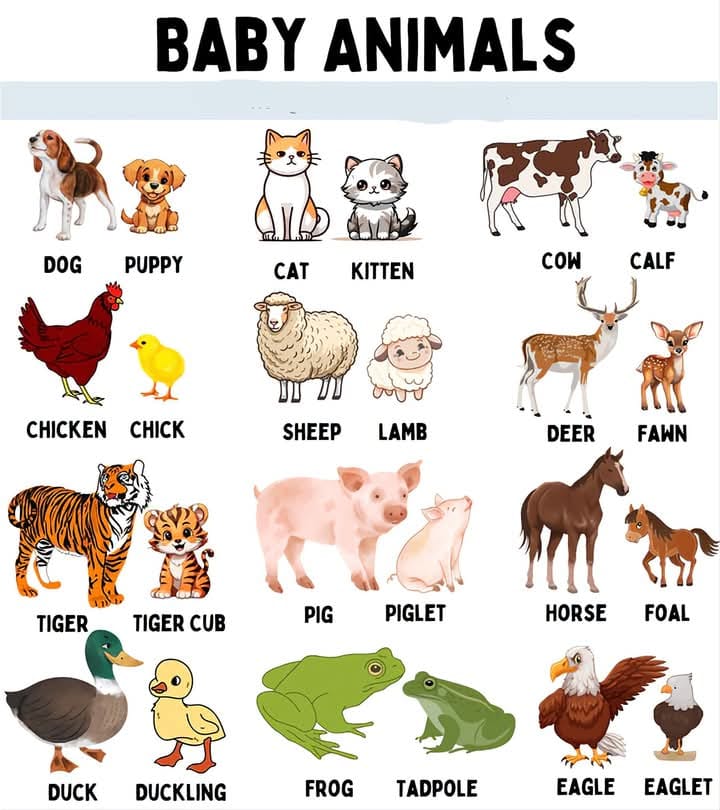 BABY ANIMALS
DOG PUPPY
CAT KITTEN
COW CALF
CHICKEN CHICK
SHEEP LAMB
DEER FAWN
TIGER TIGER CUB
PIG PIGLET
HORSE FOAL
DUCK DUCKLING
FROG TADPOLE
EAGLE EAGLET